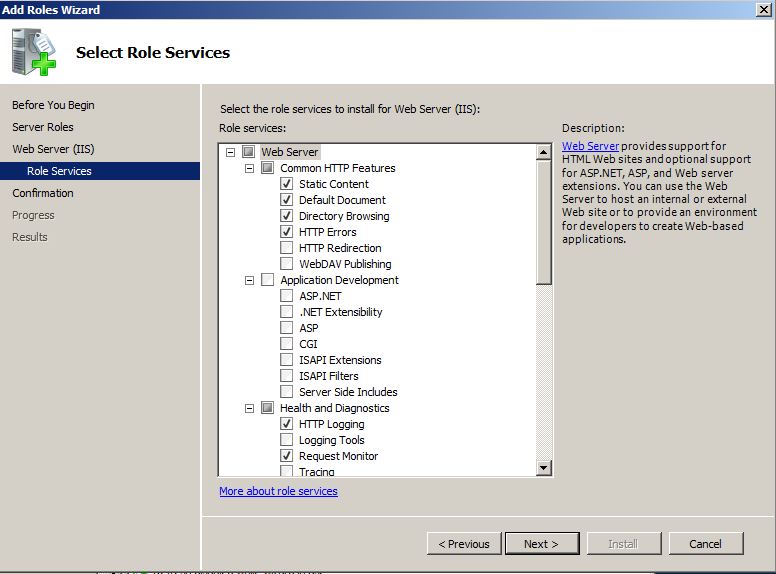 Add Roles Wizard
Select Role Services
Before You Begin
Server Roles
Web Server (IIS)
Role Services
Confirmation
Progress
Results
Select the role services to install for Web Server (IIS):
Role services:
Web Server
Common HTTP Features
Static Content
Default Document
Directory Browsing
HTTP Errors
HTTP Redirection
WebDAV Publishing
Application Development
ASP.NET
.NET Extensibility
ASP
CGI
ISAPI Extensions
ISAPI Filters
Server Side Includes
Health and Diagnostics
HTTP Logging
Logging Tools
Request Monitor
Tracing
More about role services
Description:
Web Server provides support for
HTML Web sites and optional support
for ASP.NET, ASP, and Web server
extensions. You can use the Web
Server to host an internal or external
Web site or to provide an environment
for developers to create Web-based
applications.
< Previous
Next >
Install
Cancel